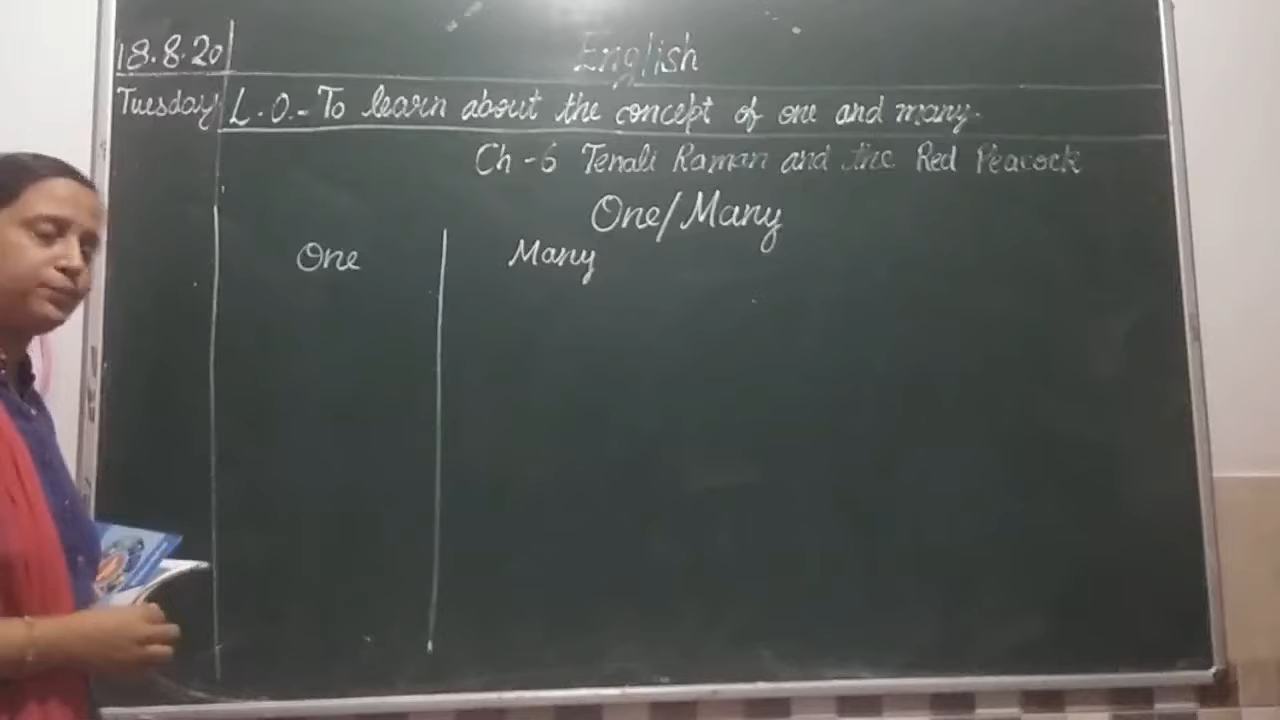 18.8.20
English
Tuesday
L.O.- To learn about the concept of one and many.
Ch-6 Tenali Raman and the Red Peacock
One/Many
One
Many